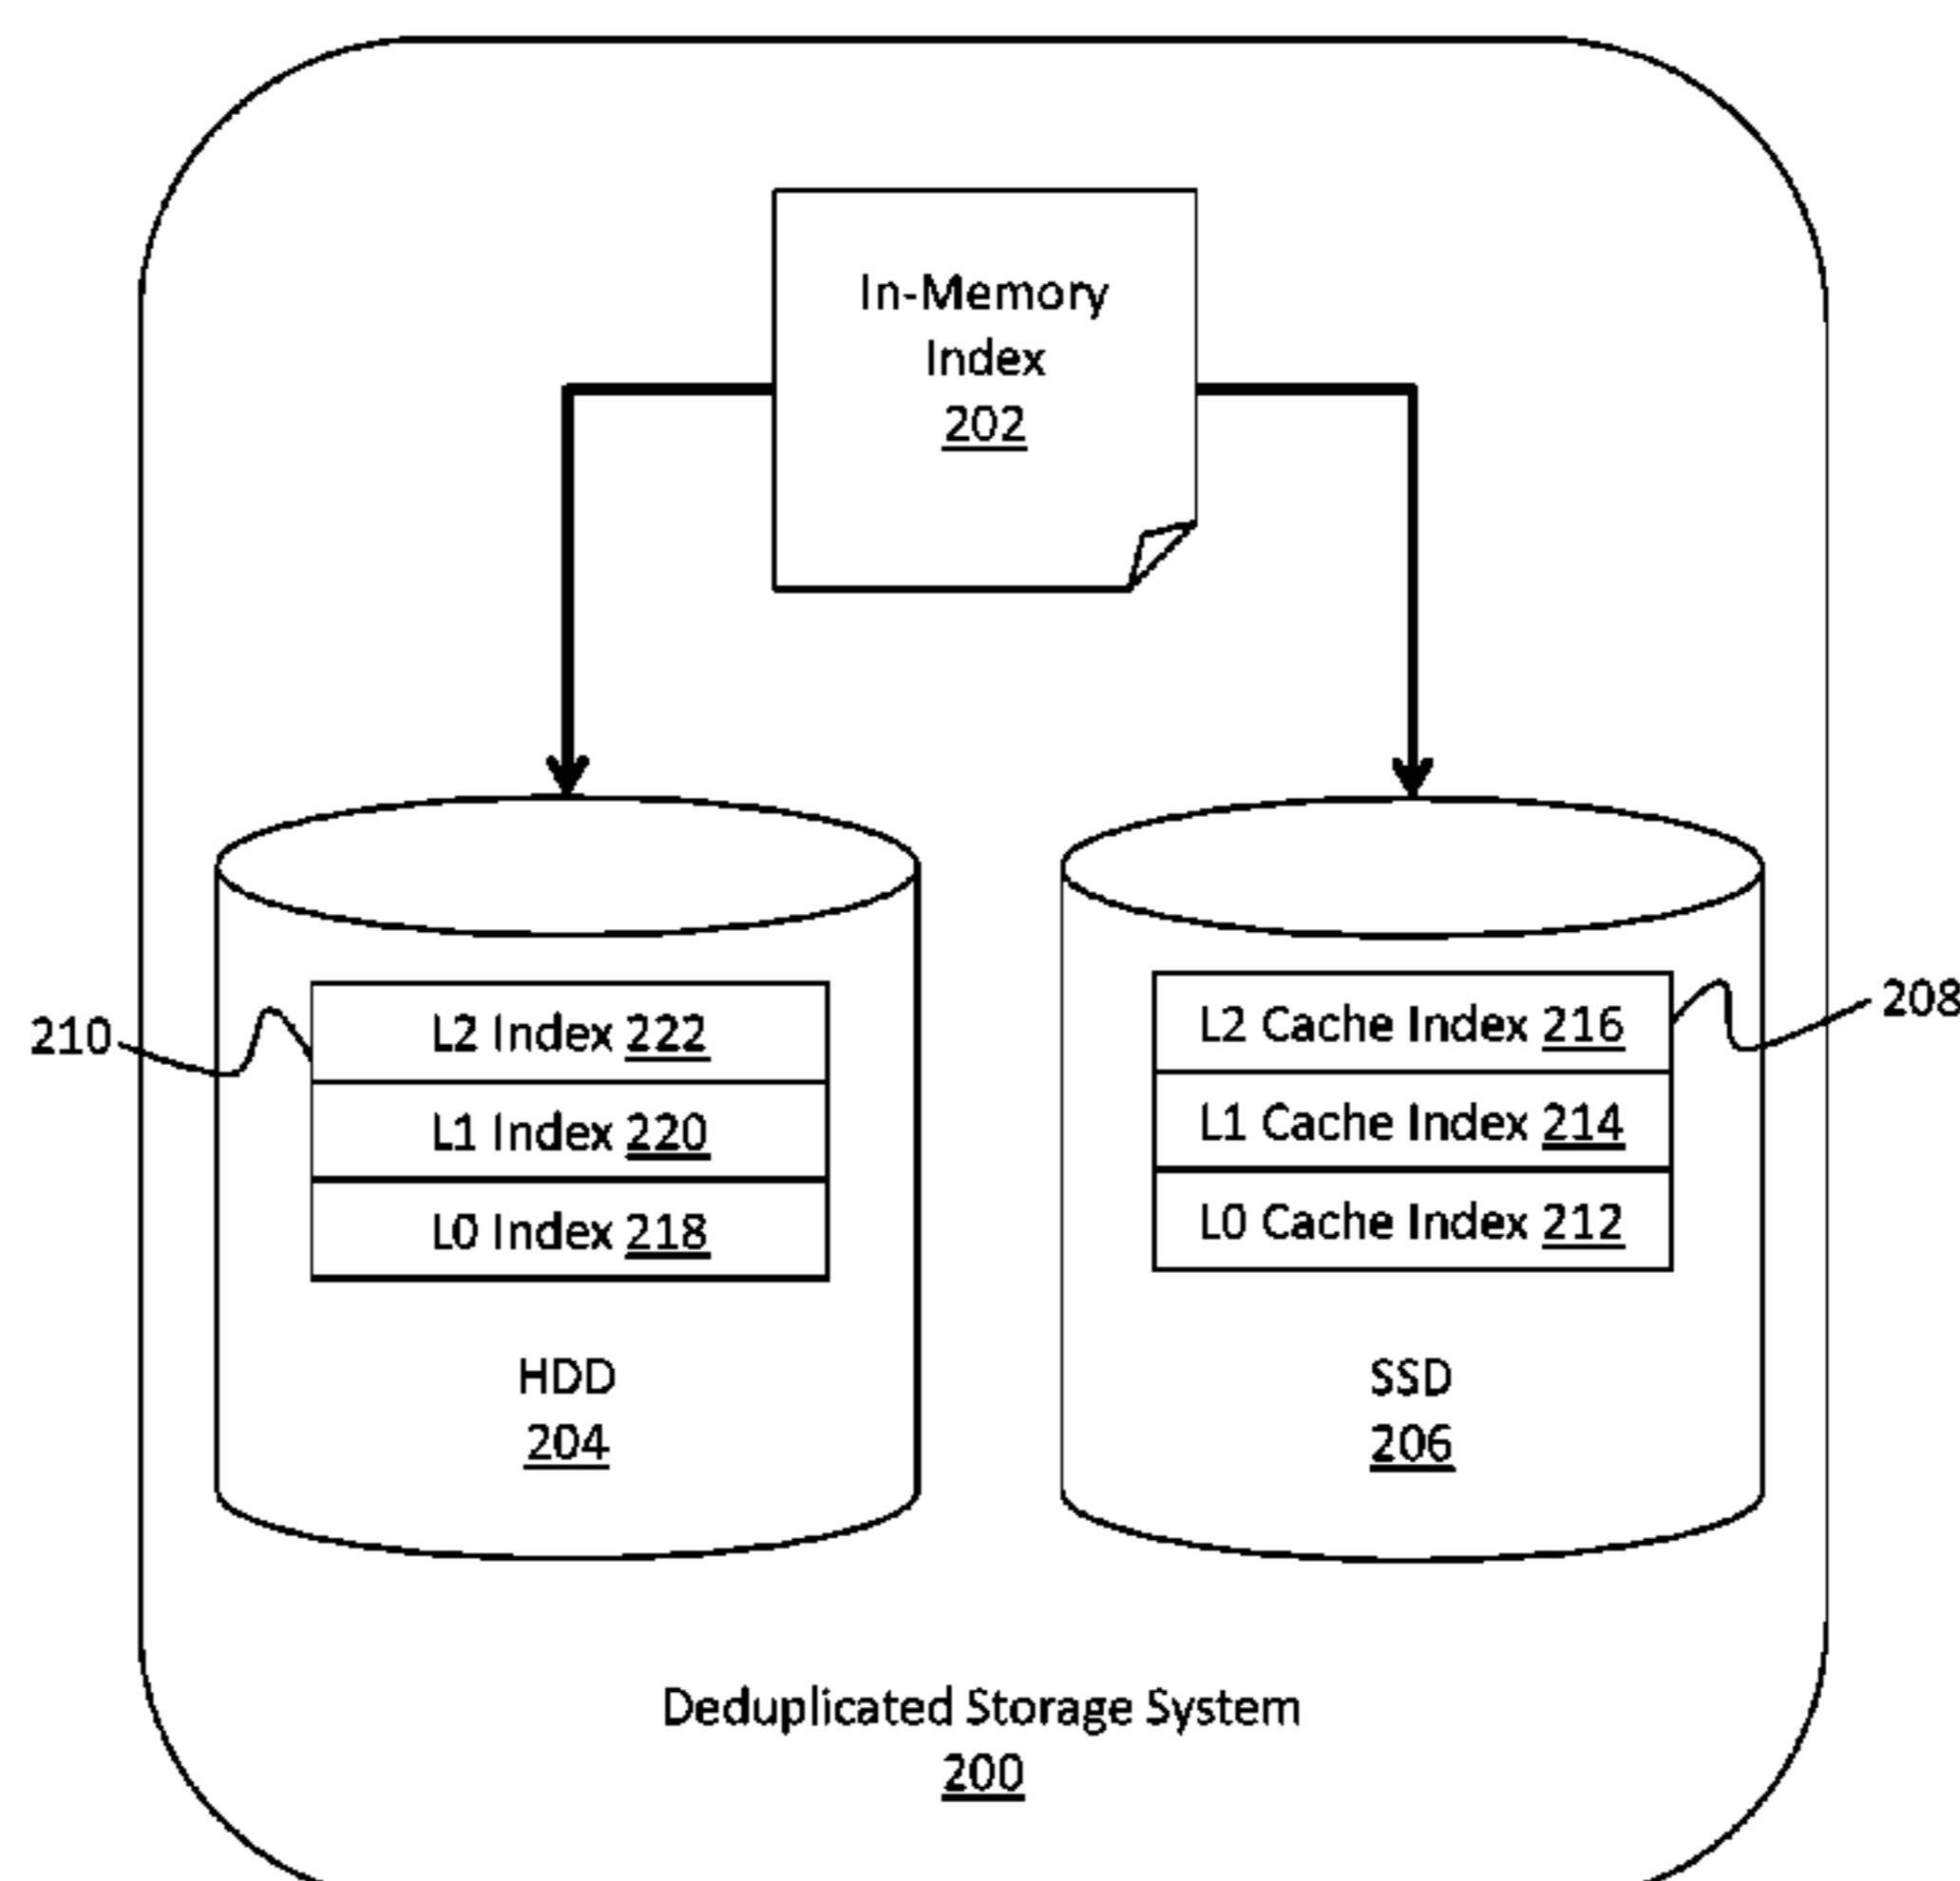 In-Memory
Index
202
210
L2 Index 222
L1 Index 220
L0 Index 218
HDD
204
208
L2 Cache Index 216
L1 Cache Index 214
L0 Cache Index 212
SSD
206
Deduplicated Storage System
200